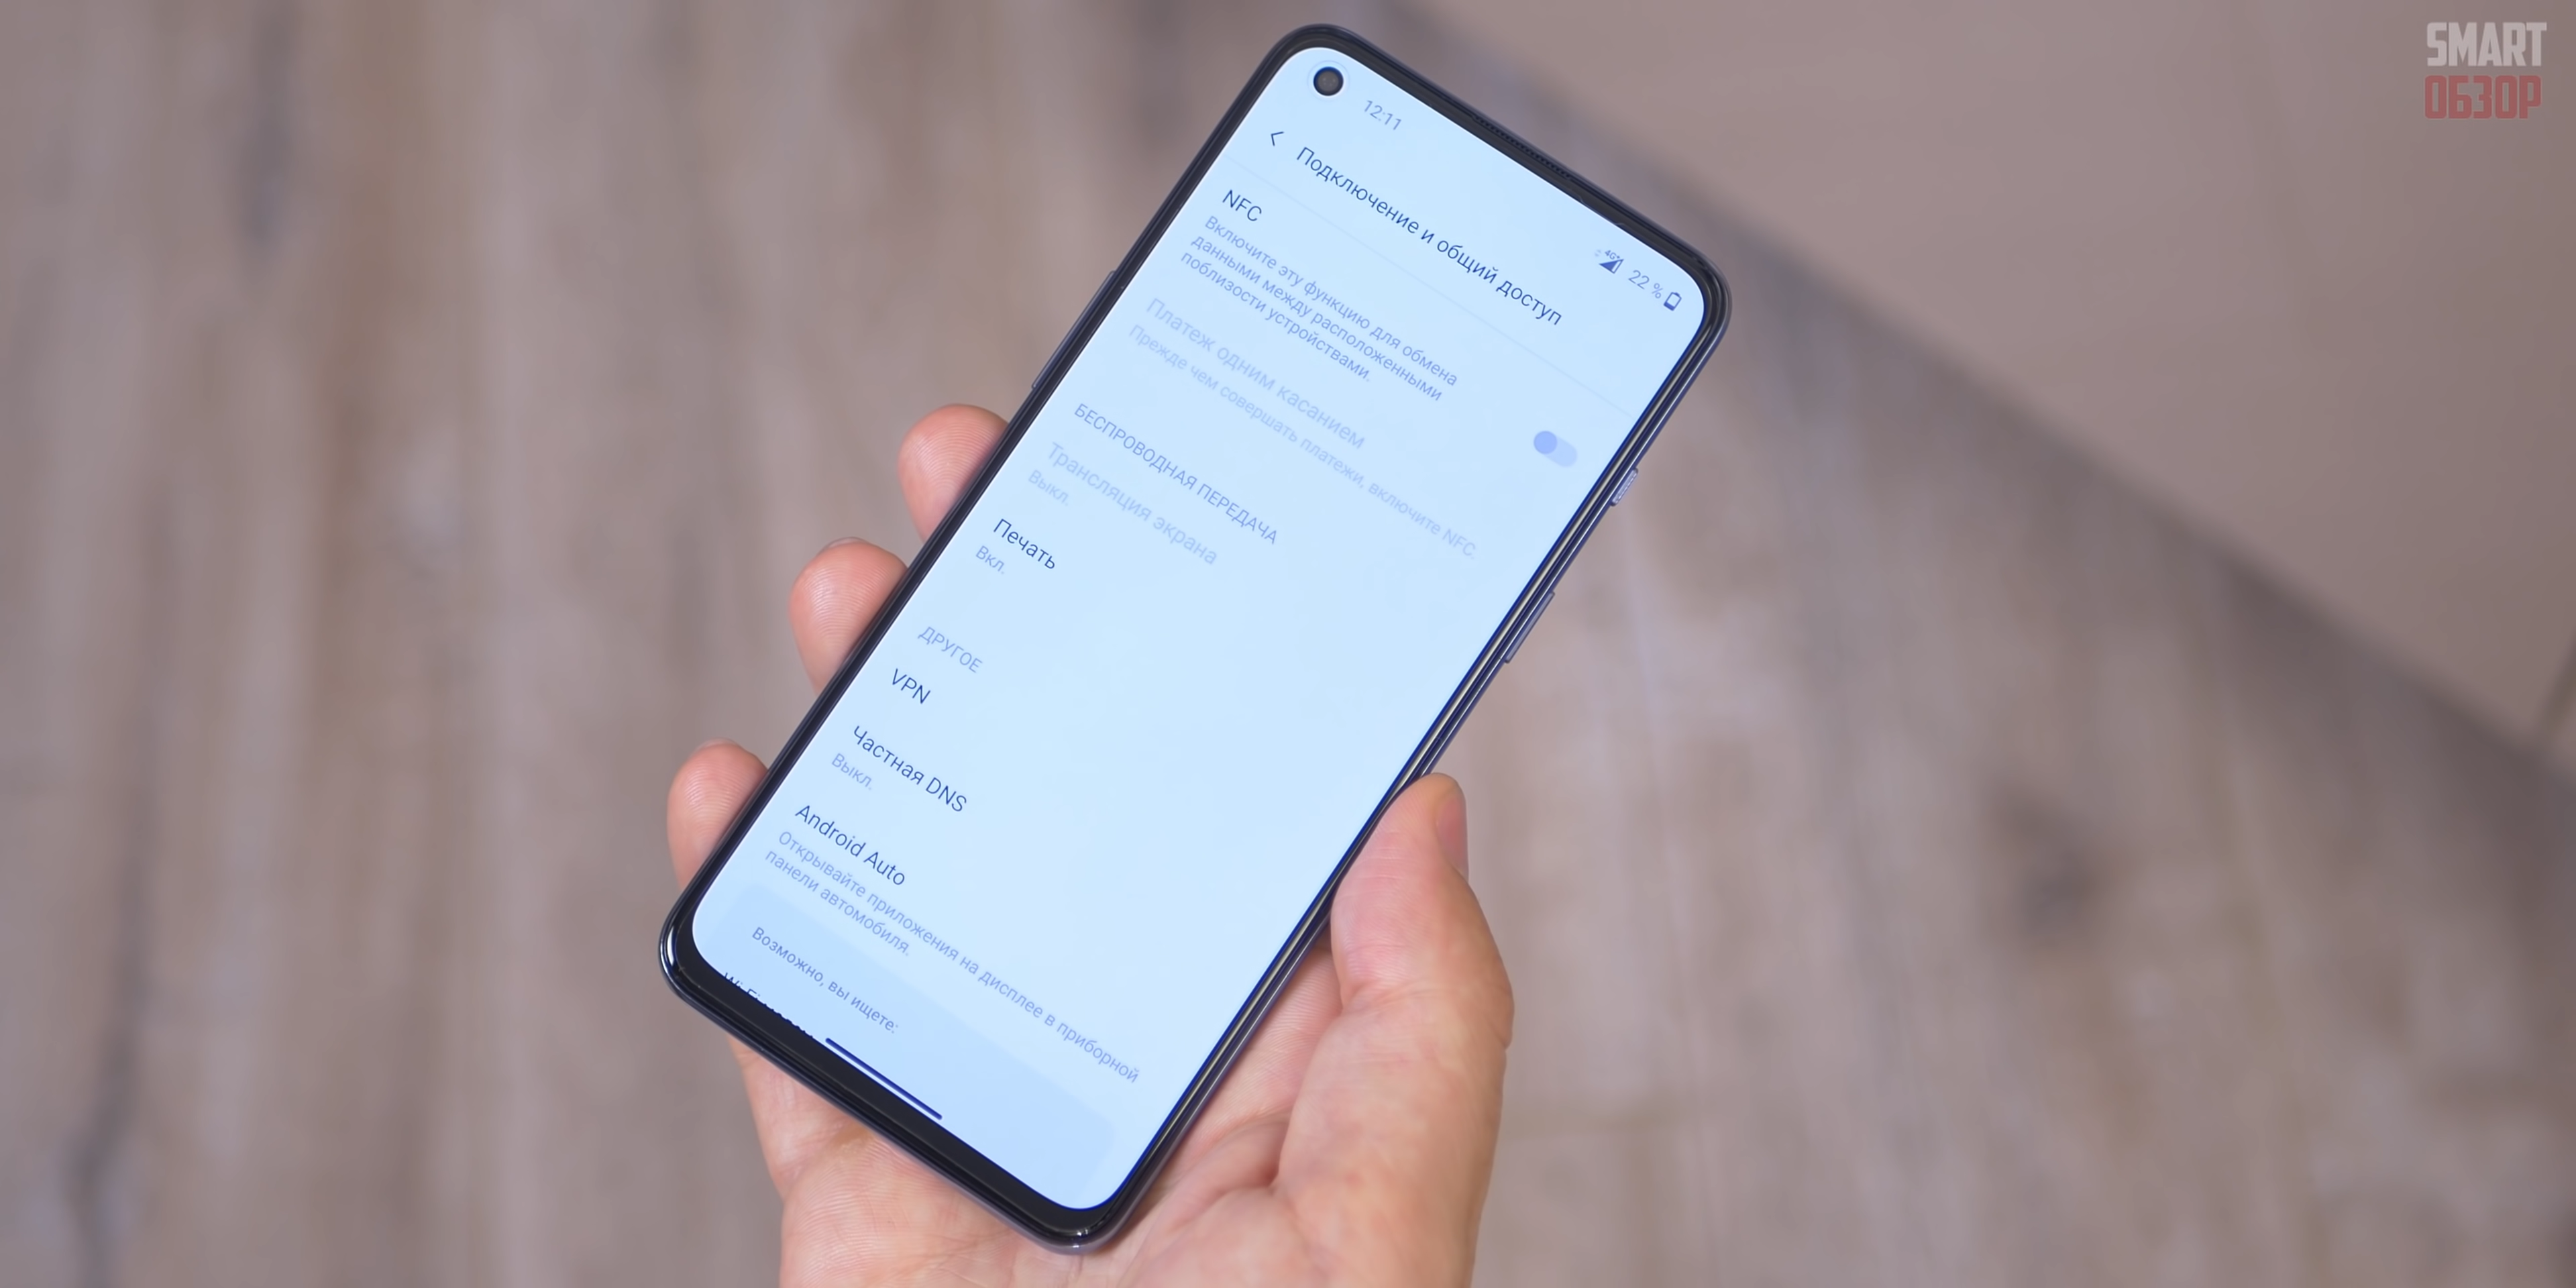 SMART
ОБЗОР
12:11
4G+ 22 %
Подключение и общий доступ
NFC
Включите эту функцию для обмена
данными между расположенными
поблизости устройствами.
Платеж одним касанием
Прежде чем совершать платежи, включите NFC.
БЕСПРОВОДНАЯ ПЕРЕДАЧА
Трансляция экрана
Выкл.
Печать
Вкл.
ДРУГОЕ
VPN
Частная DNS
Выкл.
Android Auto
Открывайте приложения на дисплее в приборной
панели автомобиля.
Возможно, вы ищете: